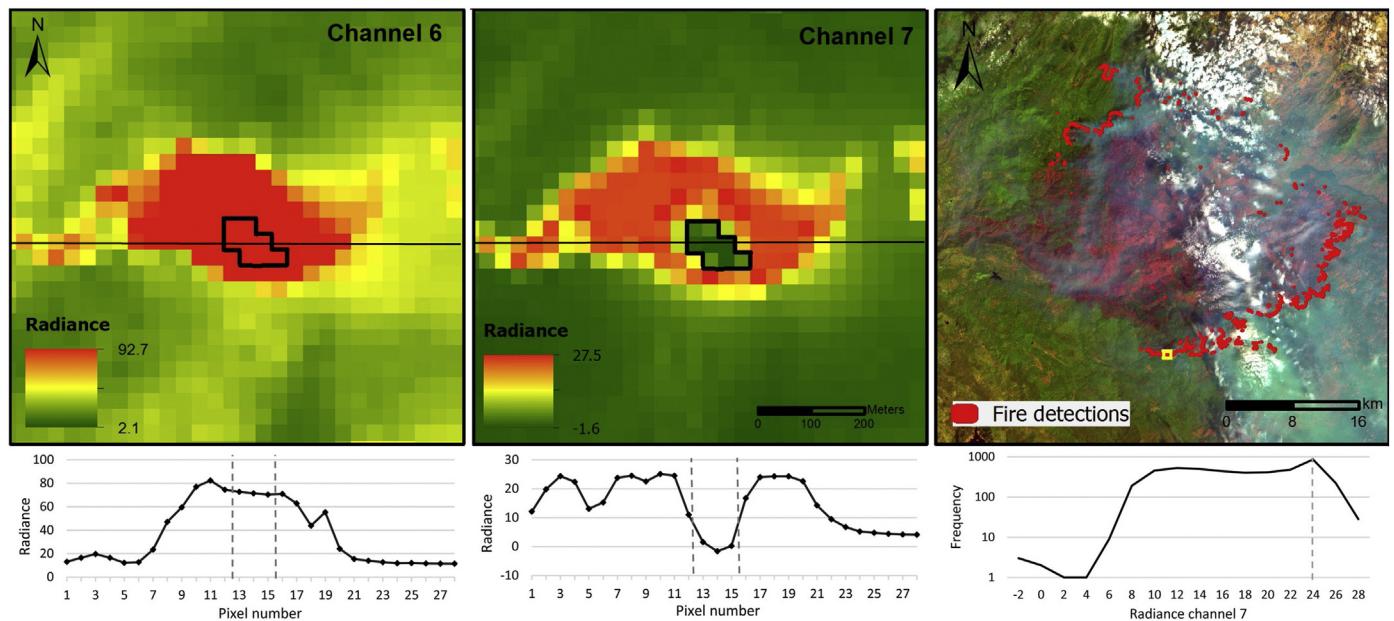 N
Channel 6
Radiance
92.7
2.1
Channel 7
Radiance
27.5
-1.6
Meters
0 100 200
N
Fire detections
km
0 8 16
Radiance
100
80
60
40
20
0
1 3 5 7 9 11 13 15 17 19 21 23 25 27
Pixel number
Radiance
30
20
10
0
-10
1 3 5 7 9 11 13 15 17 19 21 23 25 27
Pixel number
Frequency
1000
100
10
1
-2 0 2 4 6 8 10 12 14 16 18 20 22 24 26 28
Radiance channel 7